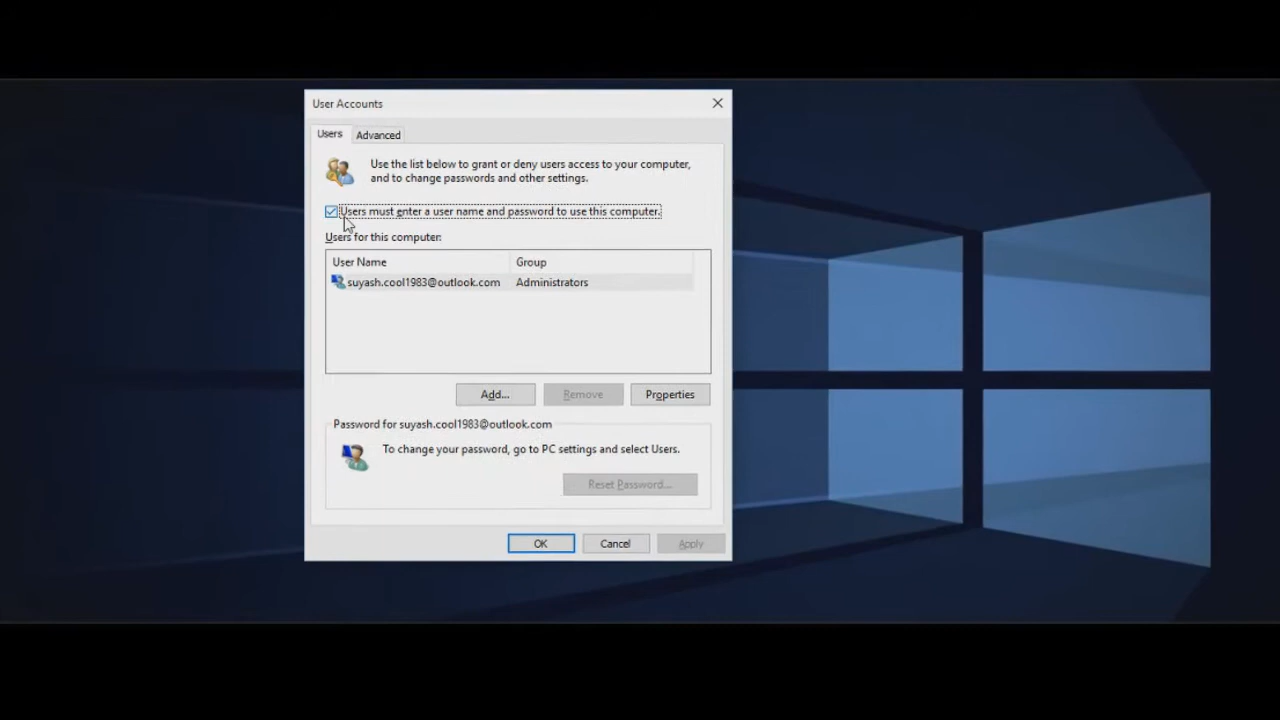 User Accounts
Users
Advanced
Use the list below to grant or deny users access to your computer,
and to change passwords and other settings.
Users must enter a user name and password to use this computer.
Users for this computer:
User Name
Group
suyash.cool1983@outlook.com
Administrators
Add...
Remove
Properties
Password for suyash.cool1983@outlook.com
To change your password, go to PC settings and select Users.
Reset Password...
OK
Cancel
Apply